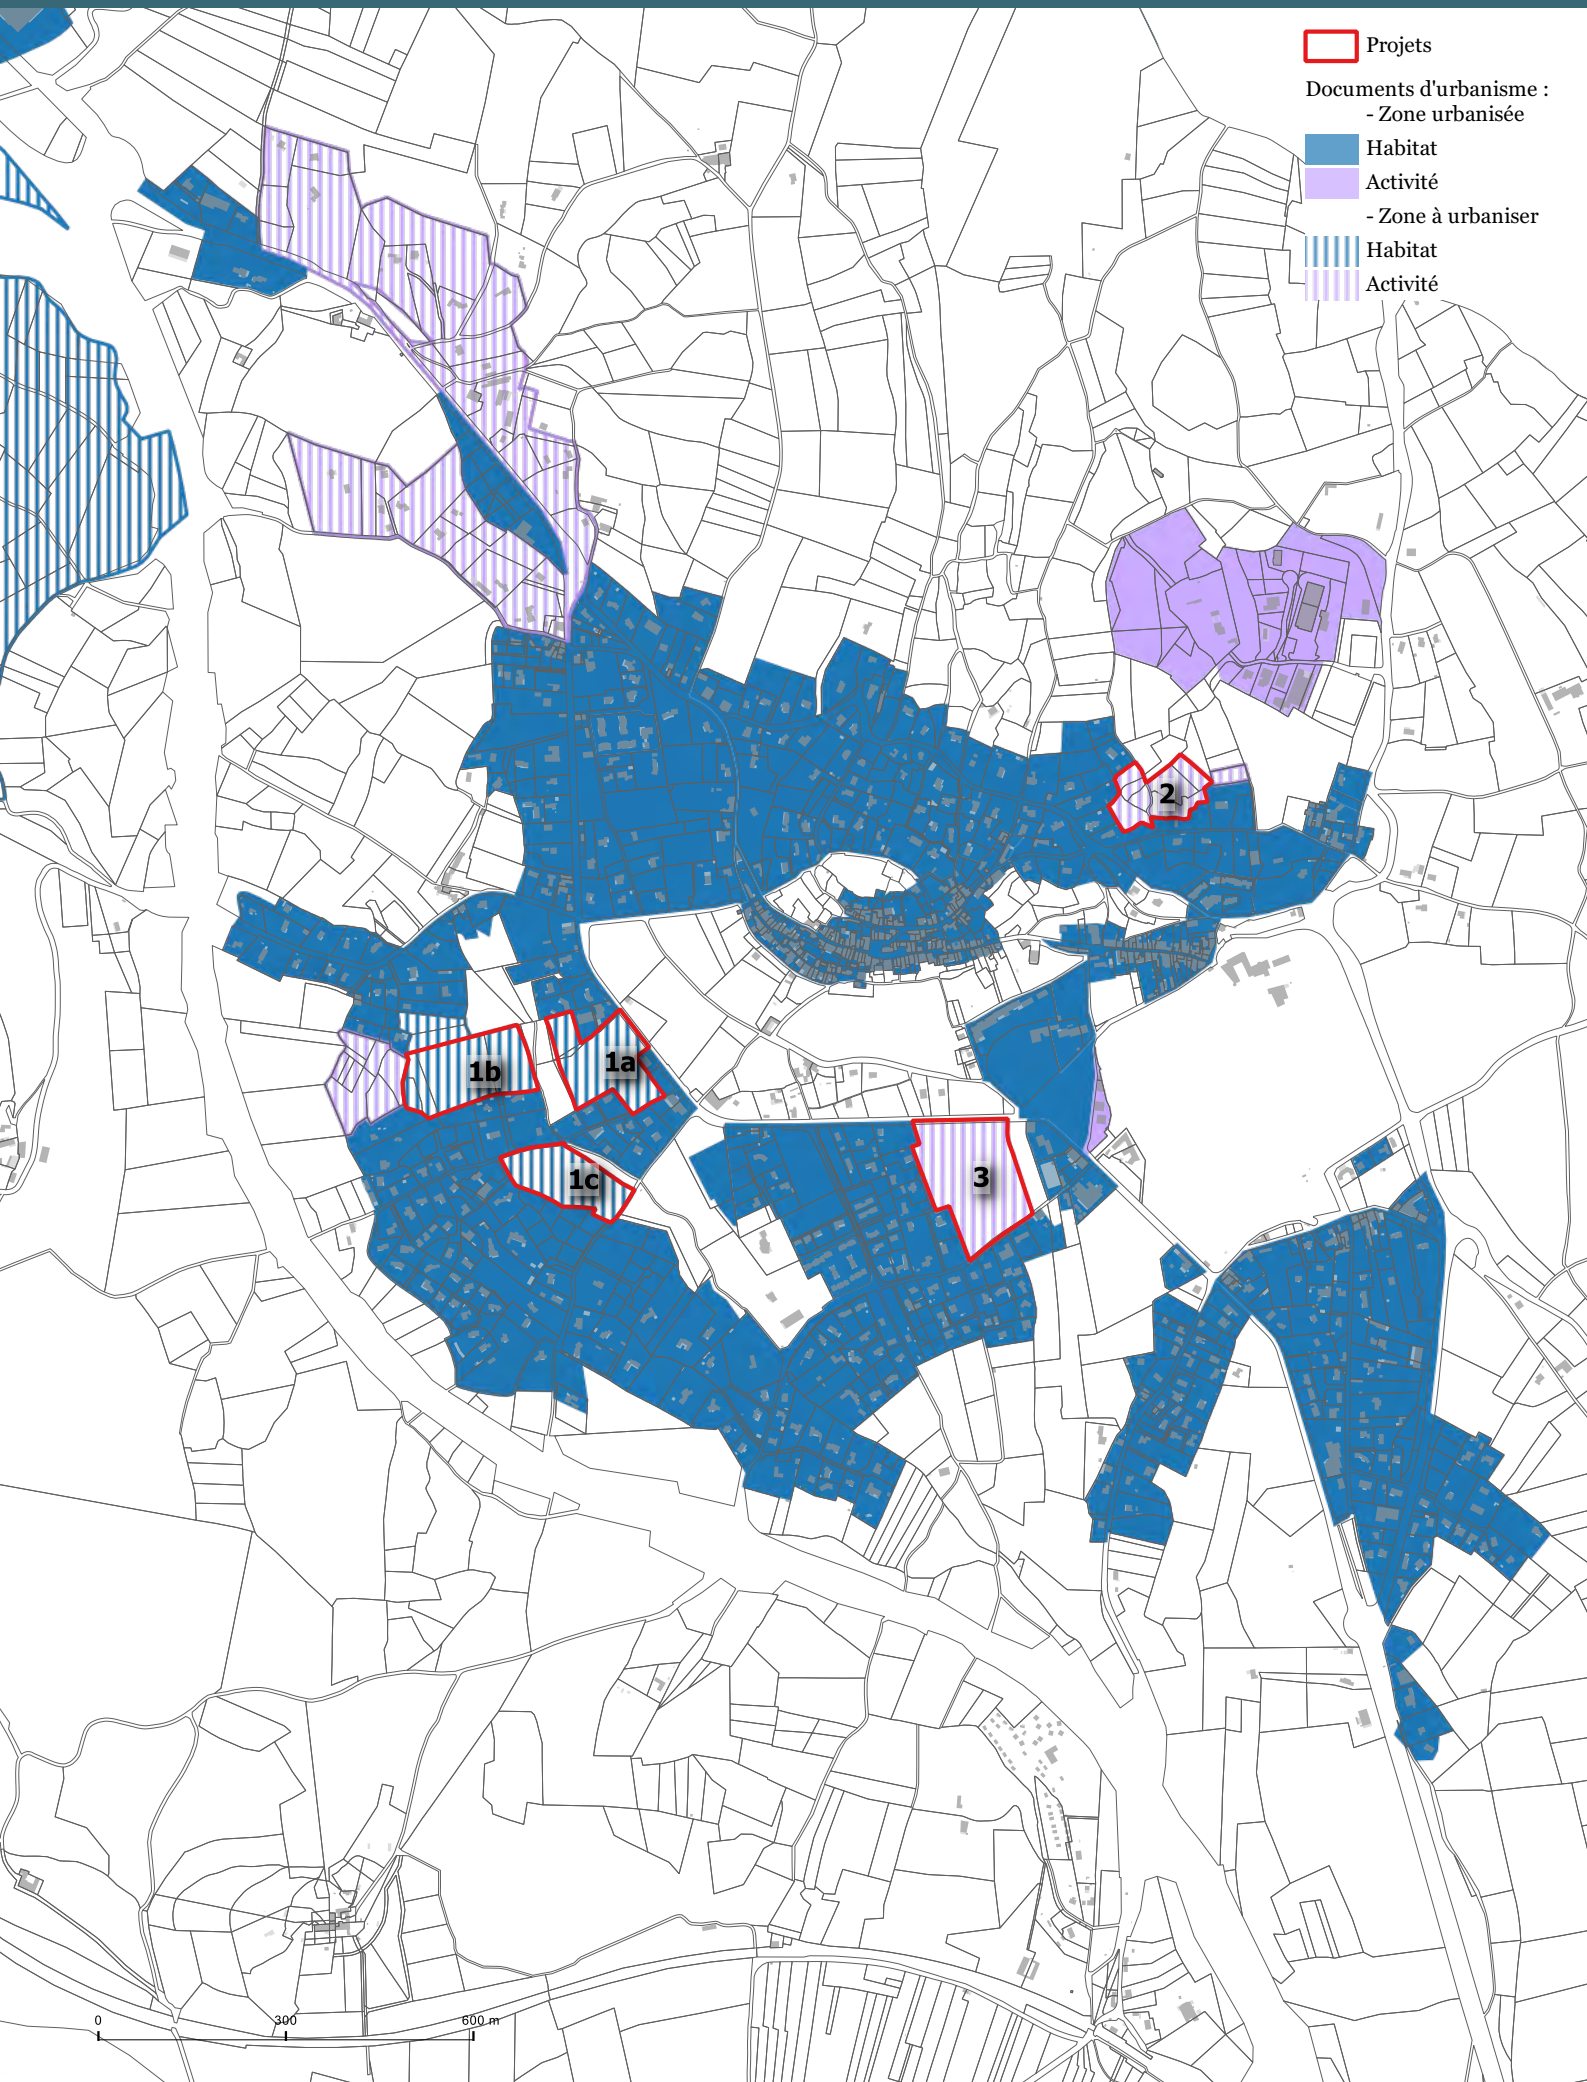 Projets
Documents d'urbanisme :
- Zone urbanisée
Habitat
Activité
- Zone à urbaniser
Habitat
Activité
2
1a
1b
1c
3
0 300 600 m